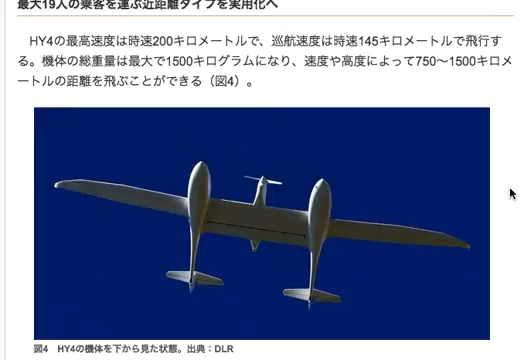 最大19人の乗客を運ぶ近距離タイプを実用化へ
HY4の最高速度は時速200キロメートルで、巡航速度は時速145キロメートルで飛行す
る。機体の総重量は最大で1500キログラムになり、速度や高度によって750〜1500キロメ
ートルの距離を飛ぶことができる（図4）。
図4　HY4の機体を下から見た状態。出典：DLR